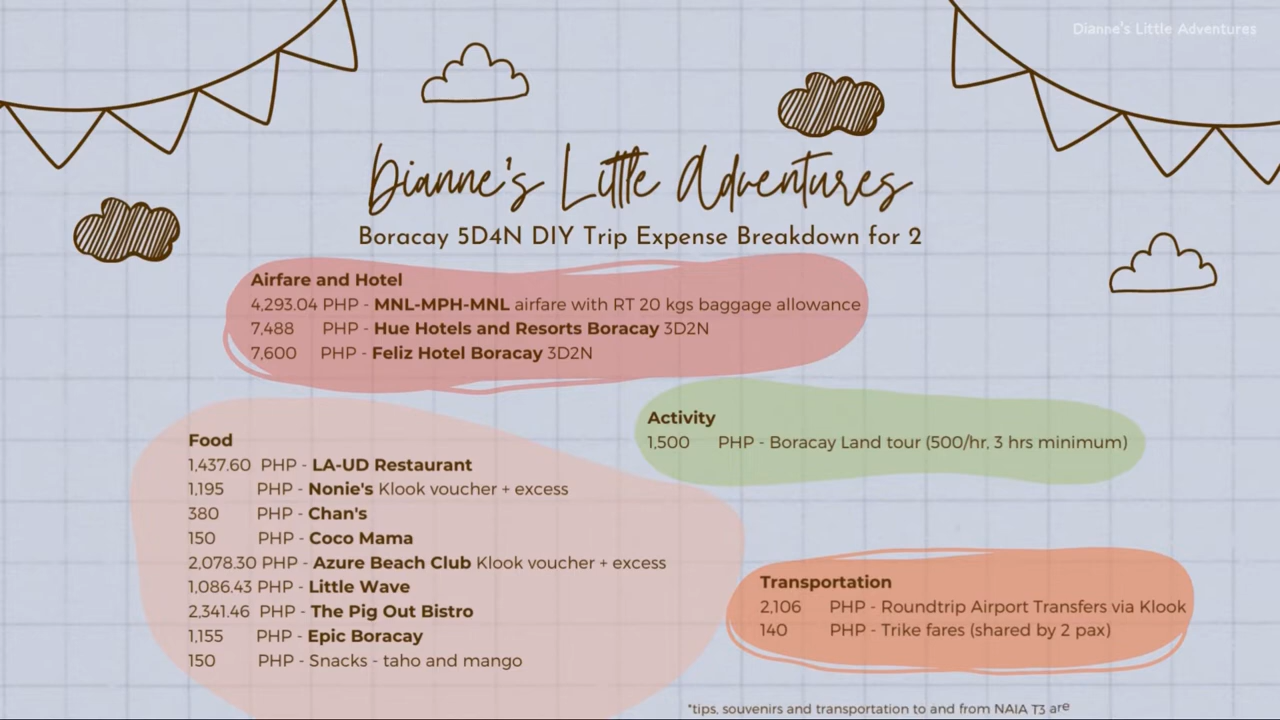 Dianne's Little Adventures
Dianne's Little Adventures
Boracay 5D4N DIY Trip Expense Breakdown for 2
Airfare and Hotel
4,293.04 PHP - MNL-MPH-MNL airfare with RT 20 kgs baggage allowance
7,488 PHP - Hue Hotels and Resorts Boracay 3D2N
7,600 PHP - Feliz Hotel Boracay 3D2N
Activity
1,500 PHP - Boracay Land tour (500/hr, 3 hrs minimum)
Food
1,437.60 PHP - LA-UD Restaurant
1,195 PHP - Nonie's Klook voucher + excess
380 PHP - Chan's
150 PHP - Coco Mama
2,078.30 PHP - Azure Beach Club Klook voucher + excess
1,086.43 PHP - Little Wave
2,341.46 PHP - The Pig Out Bistro
1,155 PHP - Epic Boracay
150 PHP - Snacks - taho and mango
Transportation
2,106 PHP - Roundtrip Airport Transfers via Klook
140 PHP - Trike fares (shared by 2 pax)
*tips, souvenirs and transportation to and from NAIA T3 are